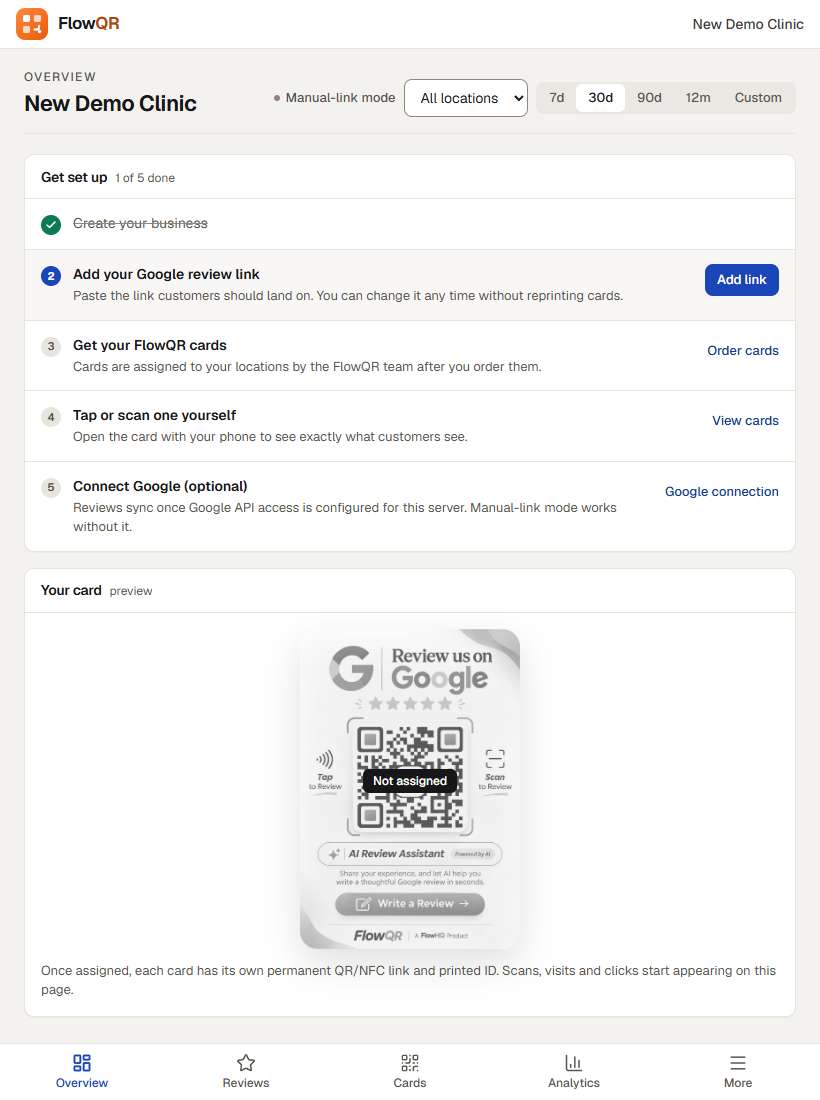 FlowQR
New Demo Clinic
OVERVIEW
New Demo Clinic
Manual-link mode
All locations
7d
30d
90d
12m
Custom
Get set up 1 of 5 done
Create your business
2
Add your Google review link
Paste the link customers should land on. You can change it any time without reprinting cards.
Add link
3
Get your FlowQR cards
Cards are assigned to your locations by the FlowQR team after you order them.
Order cards
4
Tap or scan one yourself
Open the card with your phone to see exactly what customers see.
View cards
5
Connect Google (optional)
Reviews sync once Google API access is configured for this server. Manual-link mode works
without it.
Google connection
Your card preview
G
Review us on
Google
Tap
to Review
Not assigned
Scan
to Review
AI Review Assistant
Powered by AI
Share your experience, and let AI help you
write a thoughtful Google review in seconds.
Write a Review →
FlowQR
A FlowHQ Product
Once assigned, each card has its own permanent QR/NFC link and printed ID. Scans, visits and clicks start appearing on this
page.
Overview
Reviews
Cards
Analytics
More